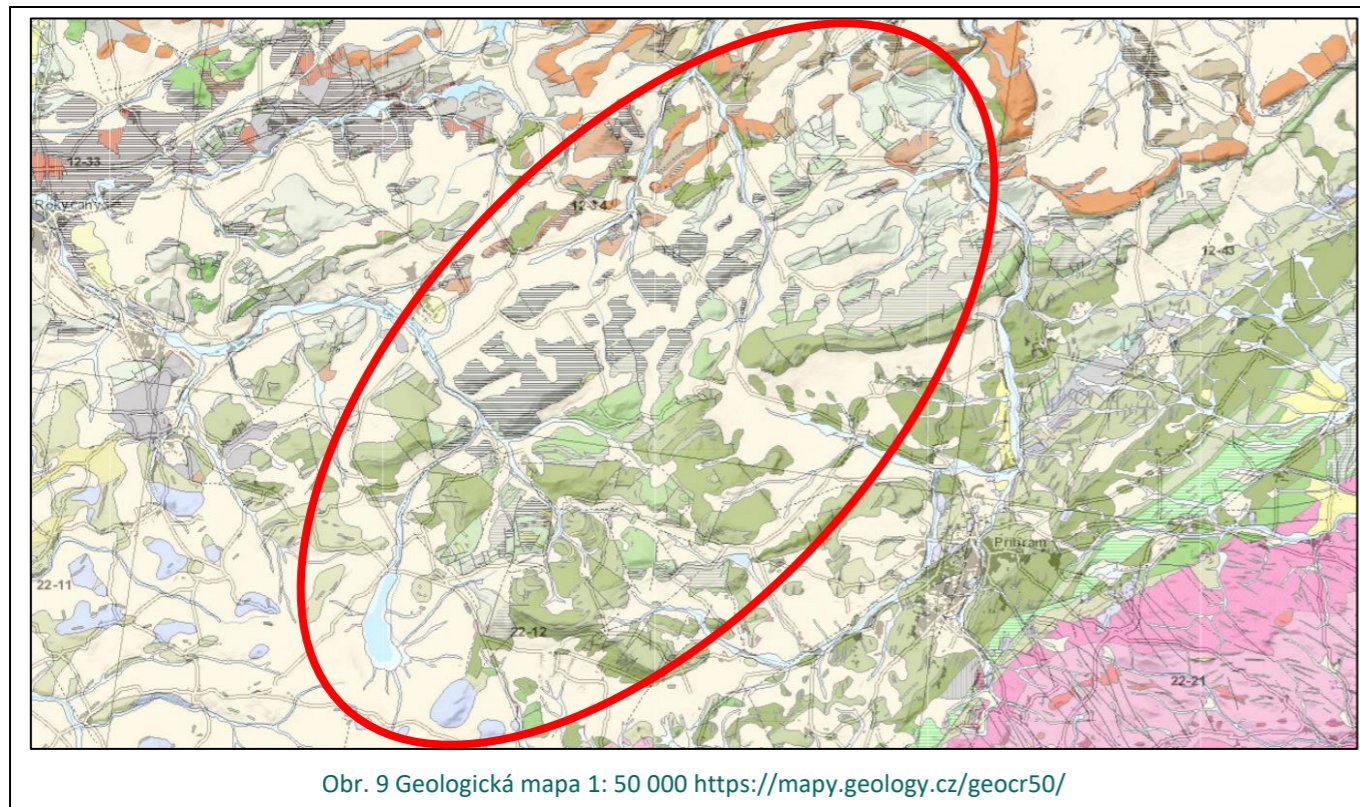 12-33
Rokycany
12-34
12-43
22-11
Příbram
22-12
22-21
Obr. 9 Geologická mapa 1: 50 000 https://mapy.geology.cz/geocr50/